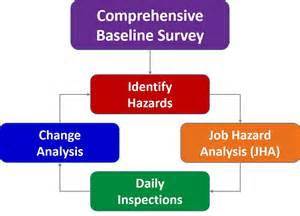 Comprehensive
Baseline Survey
Identify
Hazards
Change
Analysis
Job Hazard
Analysis (JHA)
Daily
Inspections